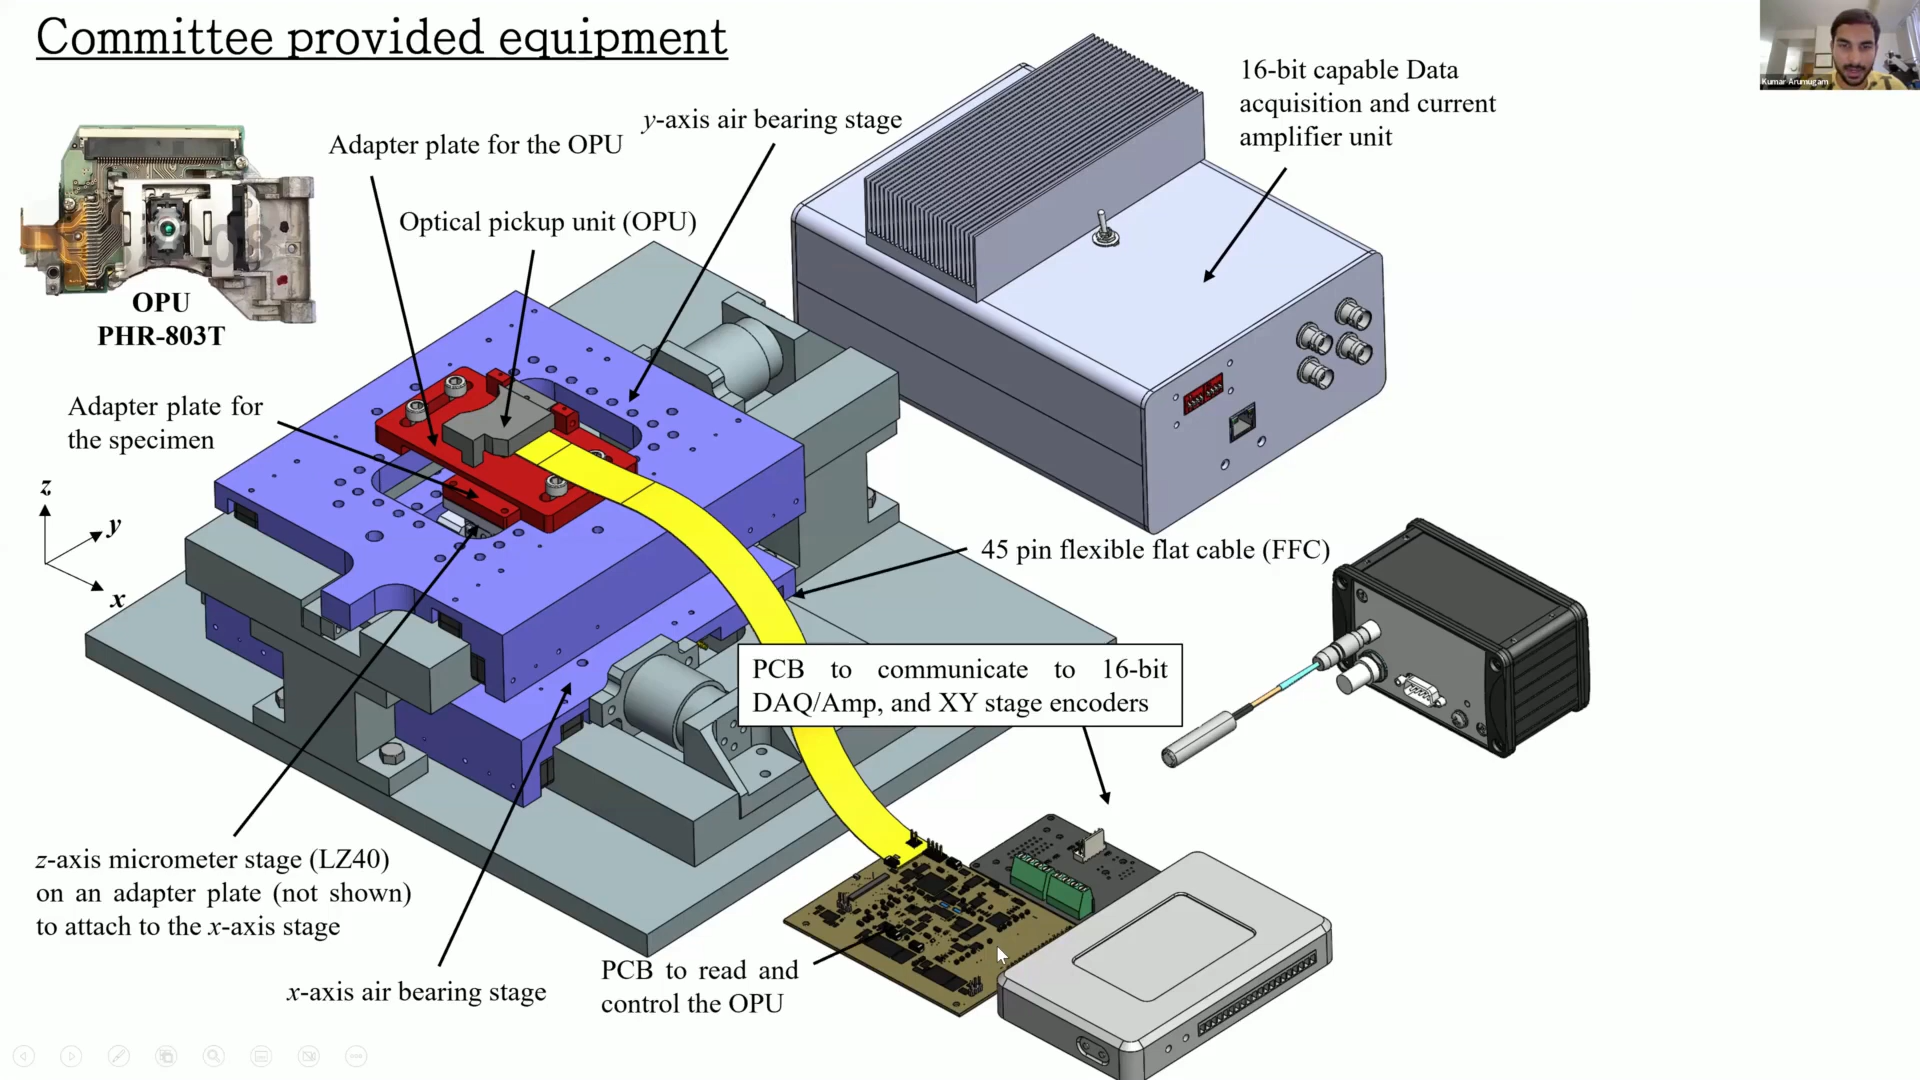 Committee provided equipment
16-bit capable Data
acquisition and current
amplifier unit
Kumar Arumugam
y-axis air bearing stage
Adapter plate for the OPU
Optical pickup unit (OPU)
OPU
PHR-803T
Adapter plate for
the specimen
z
y
x
45 pin flexible flat cable (FFC)
PCB to communicate to 16-bit
DAQ/Amp, and XY stage encoders
z-axis micrometer stage (LZ40)
on an adapter plate (not shown)
to attach to the x-axis stage
x-axis air bearing stage
PCB to read and
control the OPU